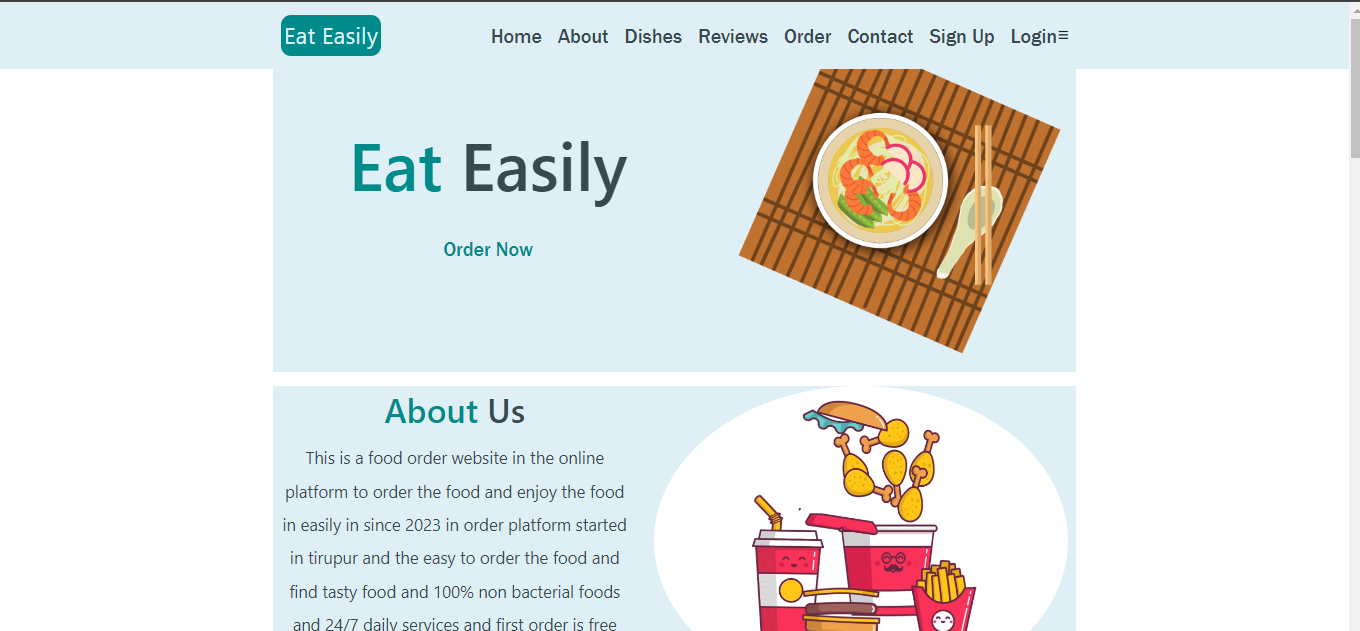 Eat Easily
Home About Dishes Reviews Order Contact Sign Up Login≡
Eat Easily
Order Now
About Us
This is a food order website in the online
platform to order the food and enjoy the food
in easily in since 2023 in order platform started
in tirupur and the easy to order the food and
find tasty food and 100% non bacterial foods
and 24/7 daily services and first order is free